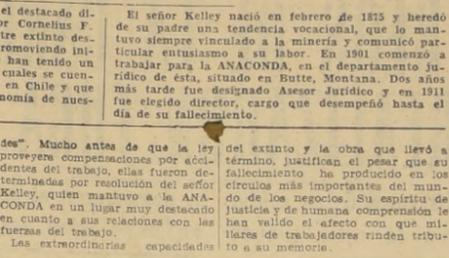 el destacado di-
or Cornelius F.
tre extinto des-
romoviendo ini-
han tenido un
cuales se cuen-
en Chile y que
nomía de nues-
El señor Kelley nació en febrero de 1875 y heredó
de su padre una tendencia vocacional, que lo man-
tuvo siempre vinculado a la minería y comunicó par-
ticular entusiasmo a su labor. En 1901 comenzó a
trabajar para la ANACONDA, en el departamento ju-
rídico de ésta, situado en Butte, Montana. Dos años
más tarde fue designado Asesor Jurídico y en 1911
fue elegido director, cargo que desempeñó hasta el
día de su fallecimiento.
des". Mucho antes de que la ley
proveyera compensaciones por acci-
dentes del trabajo, ellas fueron de-
terminadas por resolución del señor
Kelley, quien mantuvo a la ANA-
CONDA en un lugar muy destacado
en cuanto a sus relaciones con las
fuerzas del trabajo.
Las extraordinarias capacidades
del extinto y la obra que llevó a
término, justifican el pesar que su
fallecimiento ha producido en los
círculos más importantes del mun-
do de los negocios. Su espíritu de
justicia y de humana comprensión le
han valido el afecto con que mi-
llares de trabajadores rinden tribu-
to a su memoria.